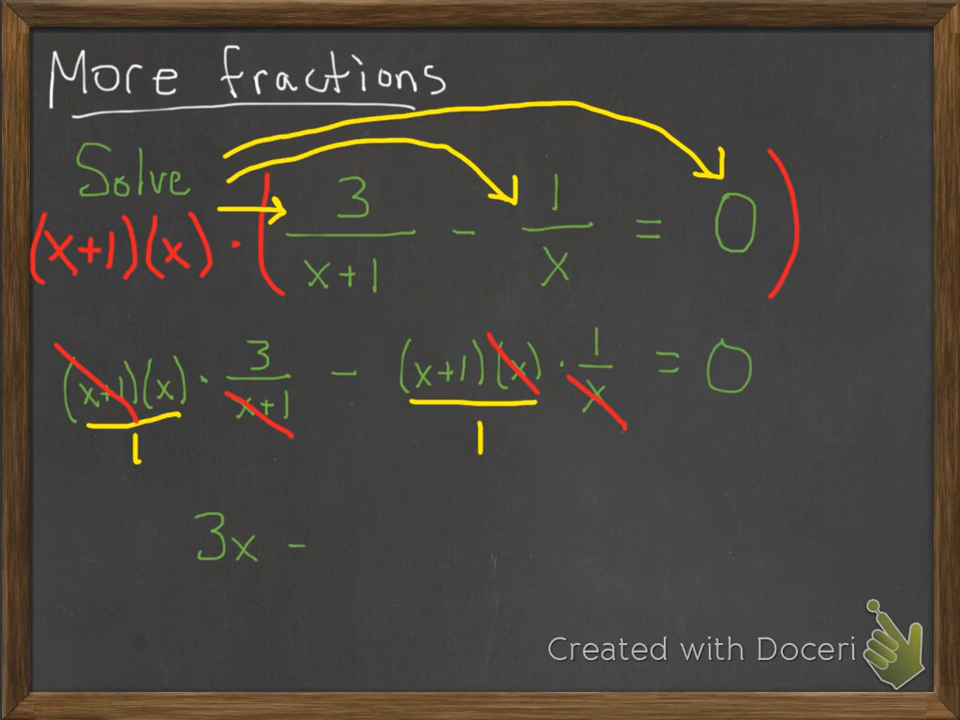 More fractions
Solve
(x+1)(x) · ( 3/(x+1) - 1/x = 0 )
(x+1)(x) · 3/(x+1) - (x+1)(x) · 1/x = 0
1 1
3x -
Created with Doceri